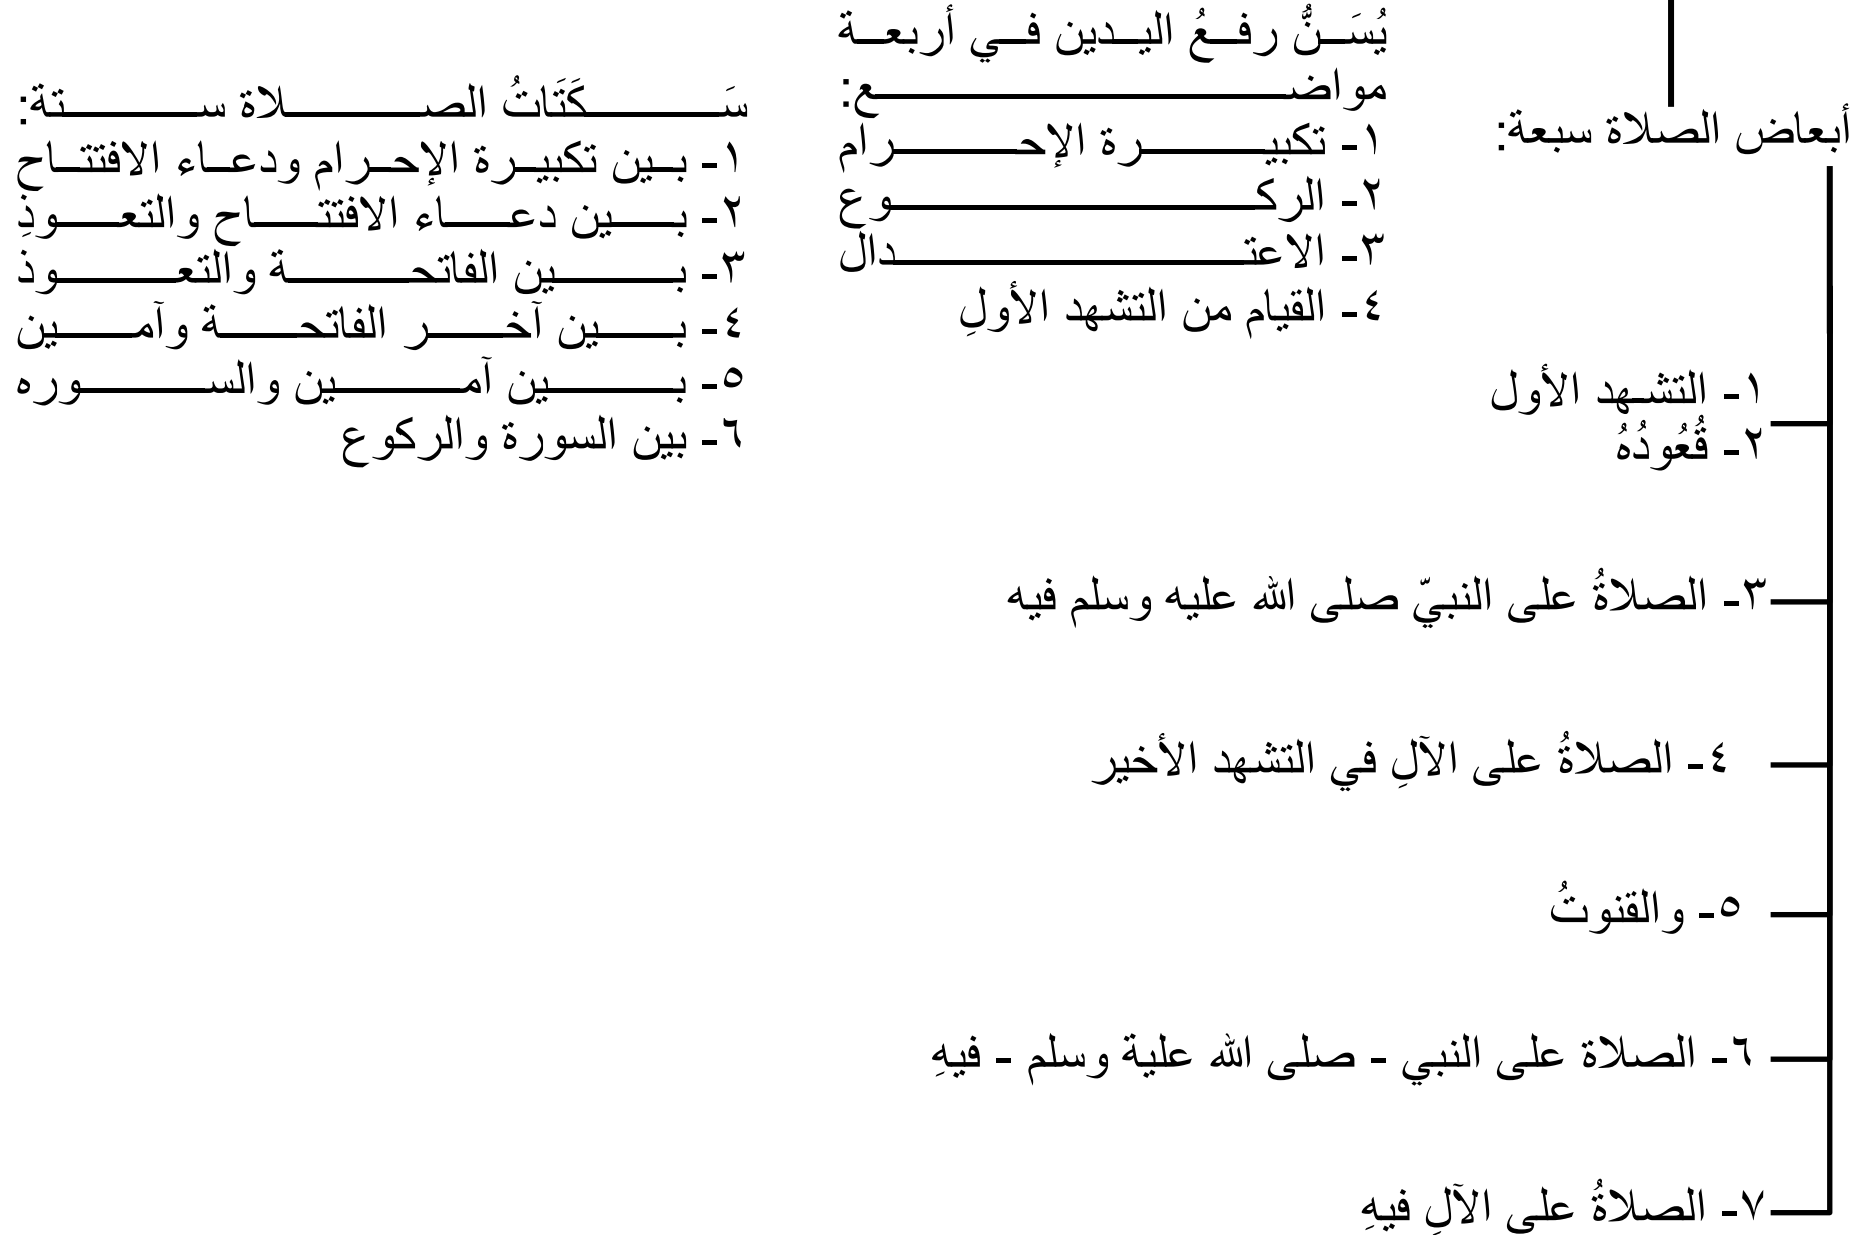 أبعاض الصلاة سبعة:
١- التشهد الأول
٢- قُعُودُهُ
٣- الصلاةُ على النبيّ صلى الله عليه وسلم فيه
٤- الصلاةُ على الآلِ في التشهد الأخير
٥- والقنوتُ
٦- الصلاة على النبي - صلى الله علية وسلم - فيهِ
٧- الصلاةُ على الآلِ فيهِ
يُسَنُّ رفعُ اليدين في أربعة
مواضع:
١- تكبيرة الإحرام
٢- الركوع
٣- الاعتدال
٤- القيام من التشهد الأولِ
سَكَتَاتُ الصلاة ستة:
١- بين تكبيرة الإحرام ودعاء الافتتاح
٢- بين دعاء الافتتاح والتعوذِ
٣- بين الفاتحة والتعوذ
٤- بين آخر الفاتحة وآمين
٥- بين آمين والسوره
٦- بين السورة والركوع